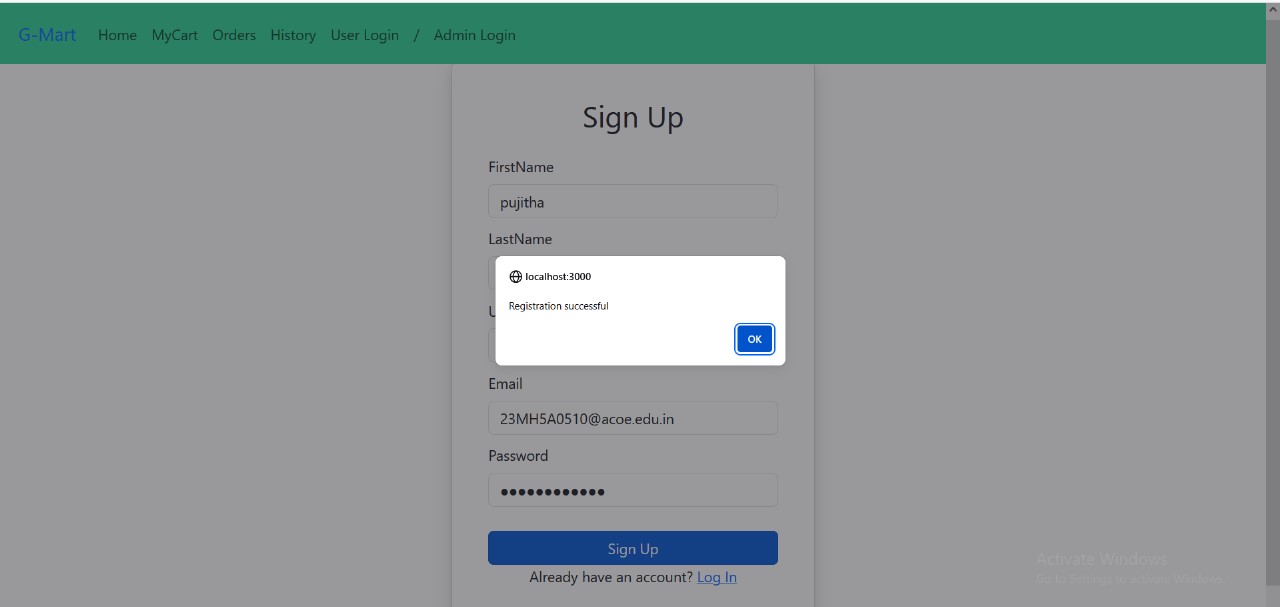 G-Mart Home MyCart Orders History User Login / Admin Login
Sign Up
FirstName
pujitha
LastName
localhost:3000
Registration successful
OK
U
Email
23MH5A0510@acoe.edu.in
Password
••••••••••••
Sign Up
Already have an account? Log In
Activate Windows
Go to Settings to activate Windows.